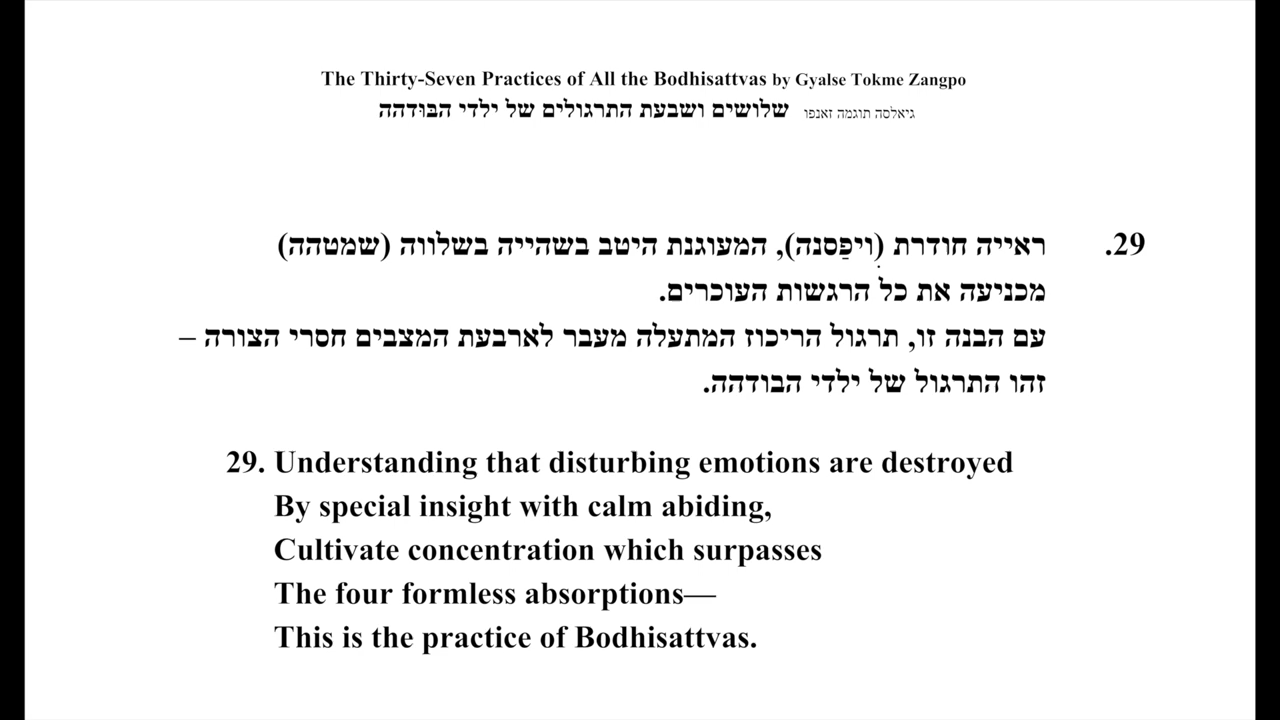 The Thirty-Seven Practices of All the Bodhisattvas by Gyalse Tokme Zangpo
שלושים ושבעת התרגולים של ילדי הבּוּדהה גיאלסה תוגמה זאנפו
29. ראייה חודרת (ויִפַּסנה), המעוגנת היטב בשהייה בשלווה (שמטהה)
מכניעה את כל הרגשות העוכרים.
עם הבנה זו, תרגול הריכוז המתעלה מעבר לארבעת המצבים חסרי הצורה –
זהו התרגול של ילדי הבודהה.
29. Understanding that disturbing emotions are destroyed
By special insight with calm abiding,
Cultivate concentration which surpasses
The four formless absorptions—
This is the practice of Bodhisattvas.